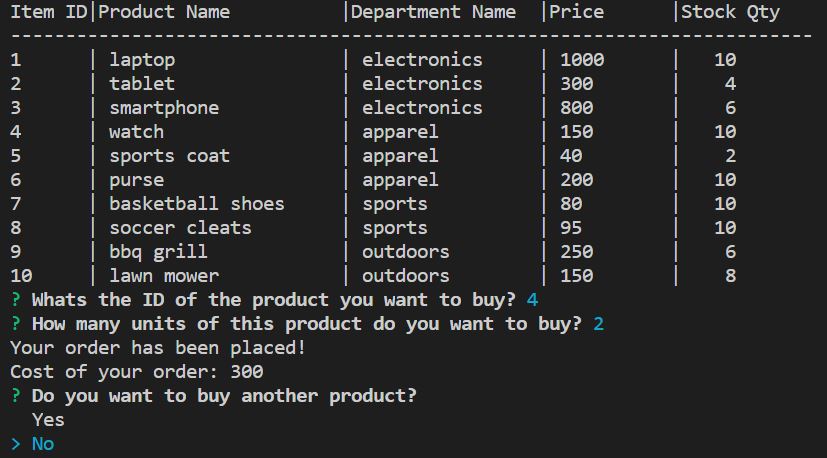 Item ID|Product Name          |Department Name  |Price      |Stock Qty
-------------------------------------------------------------------------
1      | laptop               | electronics     | 1000      |   10
2      | tablet               | electronics     | 300       |    4
3      | smartphone           | electronics     | 800       |    6
4      | watch                | apparel         | 150       |   10
5      | sports coat          | apparel         | 40        |    2
6      | purse                | apparel         | 200       |   10
7      | basketball shoes     | sports          | 80        |   10
8      | soccer cleats        | sports          | 95        |   10
9      | bbq grill            | outdoors        | 250       |    6
10     | lawn mower           | outdoors        | 150       |    8
? Whats the ID of the product you want to buy? 4
? How many units of this product do you want to buy? 2
Your order has been placed!
Cost of your order: 300
? Do you want to buy another product?
  Yes
> No